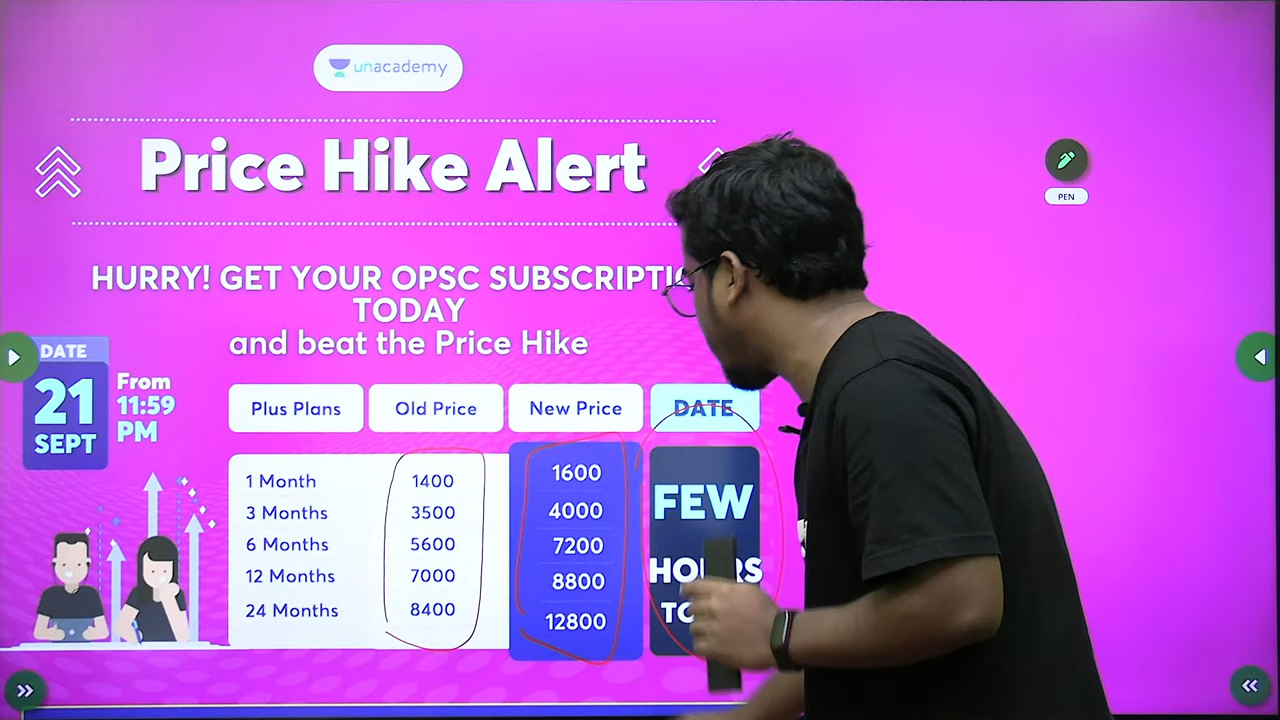 unacademy
Price Hike Alert
HURRY! GET YOUR OPSC
TODAY
and beat the Price Hike
DATE
21
SEPT
From
11:59
PM
Plus Plans Old Price New Price DATE
1 Month 1400 1600
3 Months 3500 4000
6 Months 5600 7200
12 Months 7000 8800
24 Months 8400 12800
FEW
PEN